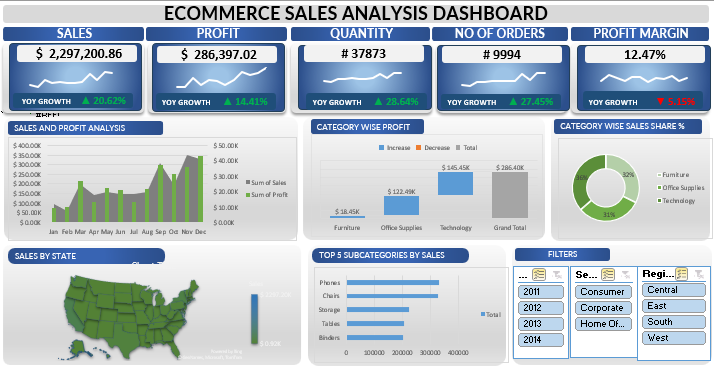 ECOMMERCE SALES ANALYSIS DASHBOARD
SALES
PROFIT
QUANTITY
NO OF ORDERS
PROFIT MARGIN
$ 2,297,200.86
$ 286,397.02
# 37873
# 9994
12.47%
YOY GROWTH ▲ 20.62%
YOY GROWTH ▲ 14.41%
YOY GROWTH ▲ 28.64%
YOY GROWTH ▲ 27.45%
YOY GROWTH ▼
SALES AND PROFIT ANALYSIS
$ 400.00K
$ 350.00K
$ 300.00K
$ 250.00K
$ 200.00K
$ 150.00K
$ 100.00K
$ 50.00K
$ 0.00K
$ 50.00K
$ 40.00K
$ 30.00K
$ 20.00K
$ 10.00K
$ 0.00K
Jan Feb Mar Apr May Jun Jul Aug Sep Oct Nov Dec
Sum of Sales
Sum of Profit
CATEGORY WISE PROFIT
Increase Decrease Total
$ 18.45K
$ 122.49K
$ 145.45K
$ 286.40K
Furniture Office Supplies Technology Grand Total
CATEGORY WISE SALES SHARE %
36%
32%
31%
Furniture
Office Supplies
Technology
SALES BY STATE
TOP 5 SUBCATEGORIES BY SALES
Phones
Chairs
Storage
Tables
Binders
0 100000 200000 300000 400000
Total
FILTERS
...
2011
2012
2013
2014
Se...
Consumer
Corporate
Home Of...
Regi...
Central
East
South
West